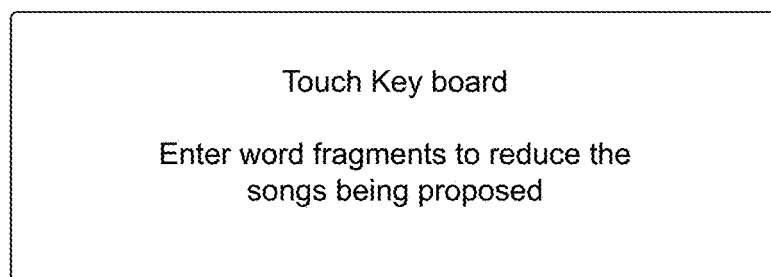 Touch Key board
Enter word fragments to reduce the
songs being proposed